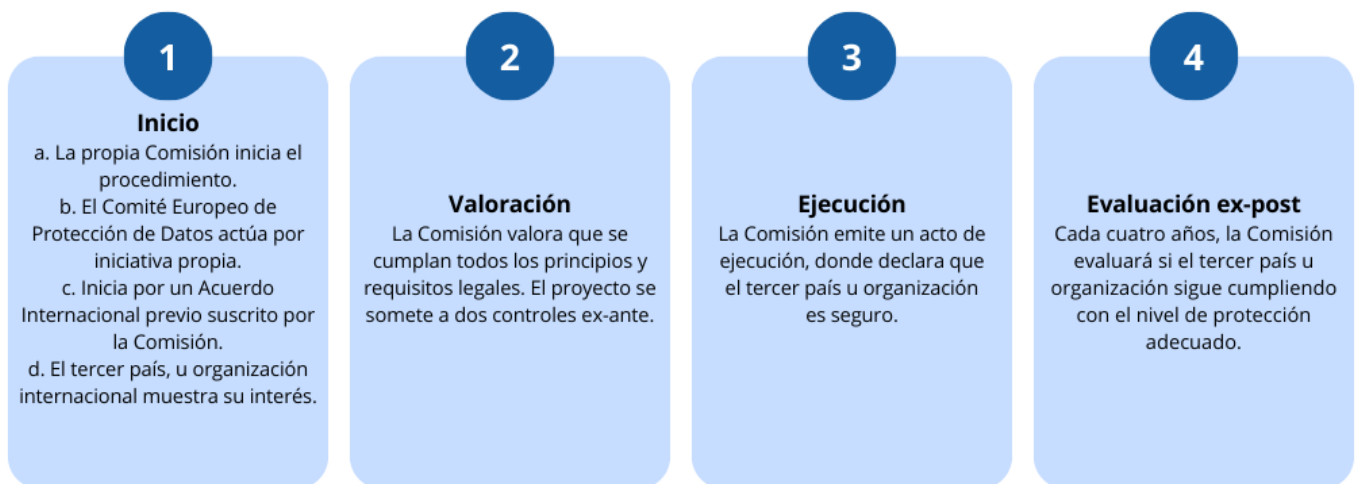 1
Inicio
a. La propia Comisión inicia el
procedimiento.
b. El Comité Europeo de
Protección de Datos actúa por
iniciativa propia.
c. Inicia por un Acuerdo
Internacional previo suscrito por
la Comisión.
d. El tercer país, u organización
internacional muestra su interés.
2
Valoración
La Comisión valora que se
cumplan todos los principios y
requisitos legales. El proyecto se
somete a dos controles ex-ante.
3
Ejecución
La Comisión emite un acto de
ejecución, donde declara que
el tercer país u organización
es seguro.
4
Evaluación ex-post
Cada cuatro años, la Comisión
evaluará si el tercer país u
organización sigue cumpliendo
con el nivel de protección
adecuado.